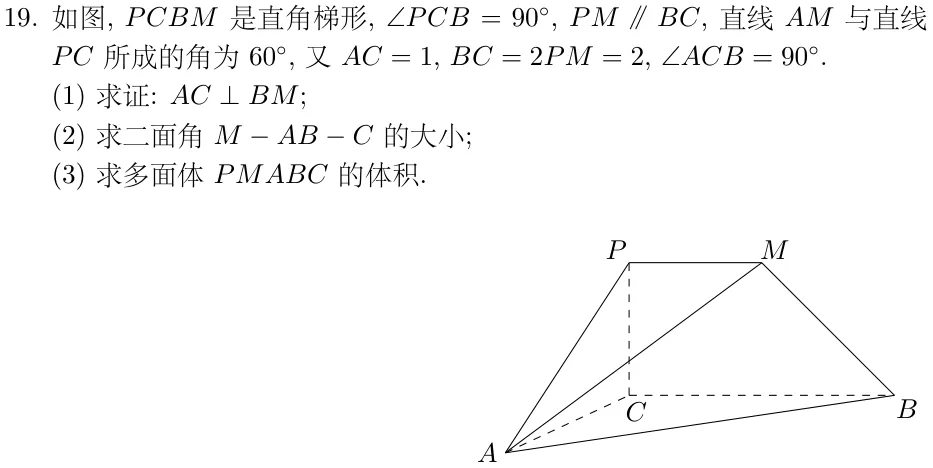 19. 如图, PCBM 是直角梯形, ∠PCB = 90°, PM ∥ BC, 直线 AM 与直线
PC 所成的角为 60°, 又 AC = 1, BC = 2PM = 2, ∠ACB = 90°.
(1) 求证: AC ⊥ BM;
(2) 求二面角 M − AB − C 的大小;
(3) 求多面体 PMABC 的体积.
P
M
C
B
A